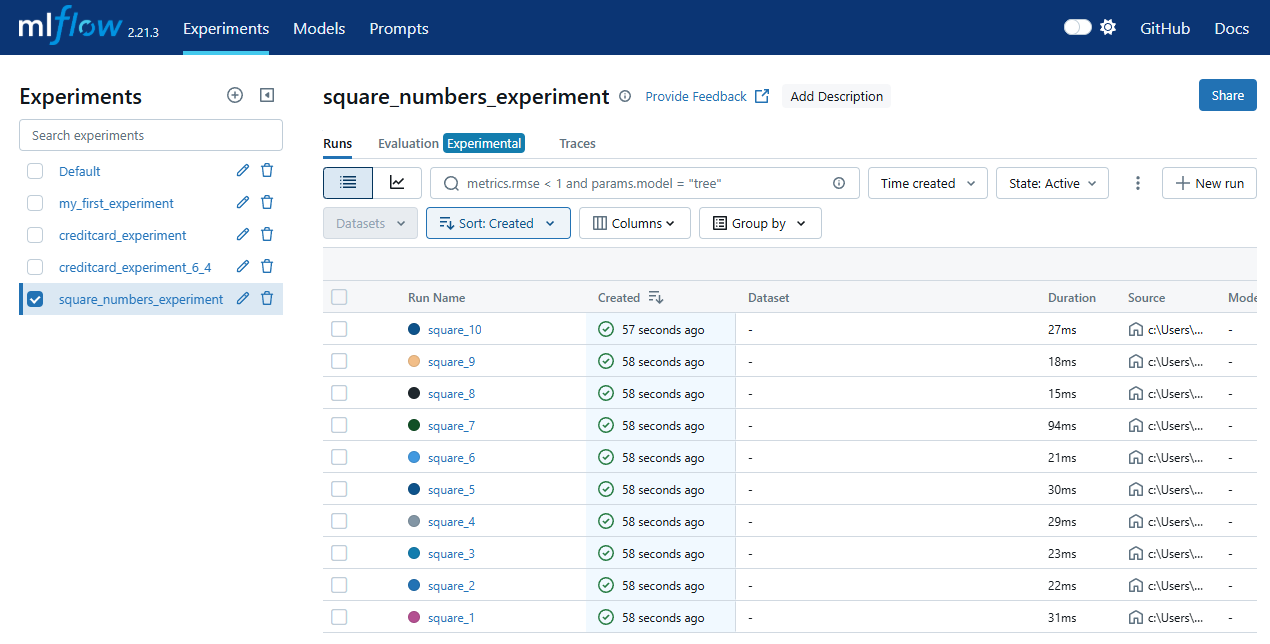 mlflow 2.21.3 Experiments Models Prompts GitHub Docs
Experiments
Search experiments
Default
my_first_experiment
creditcard_experiment
creditcard_experiment_6_4
square_numbers_experiment
square_numbers_experiment Provide Feedback Add Description Share
Runs Evaluation Experimental Traces
metrics.rmse < 1 and params.model = "tree" Time created State: Active New run
Datasets Sort: Created Columns Group by
Run Name Created Dataset Duration Source Mode
square_10 57 seconds ago - 27ms c:\Users\... -
square_9 58 seconds ago - 18ms c:\Users\... -
square_8 58 seconds ago - 15ms c:\Users\... -
square_7 58 seconds ago - 94ms c:\Users\... -
square_6 58 seconds ago - 21ms c:\Users\... -
square_5 58 seconds ago - 30ms c:\Users\... -
square_4 58 seconds ago - 29ms c:\Users\... -
square_3 58 seconds ago - 23ms c:\Users\... -
square_2 58 seconds ago - 22ms c:\Users\... -
square_1 58 seconds ago - 31ms c:\Users\... -